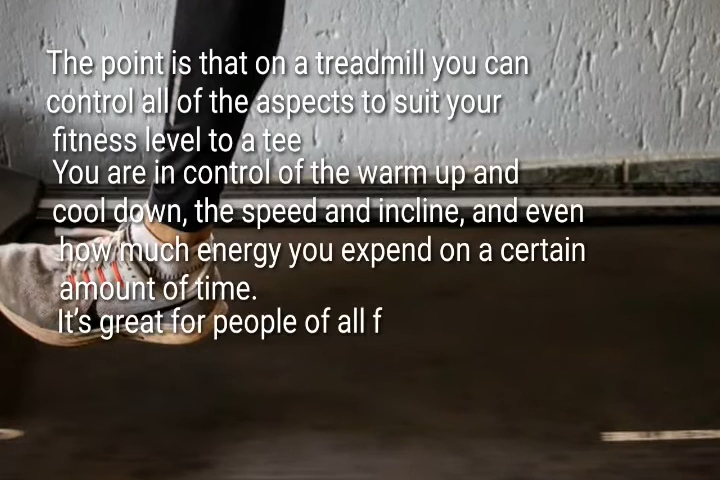 The point is that on a treadmill you can
control all of the aspects to suit your
fitness level to a tee
You are in control of the warm up and
cool down, the speed and incline, and even
how much energy you expend on a certain
amount of time.
It’s great for people of all f